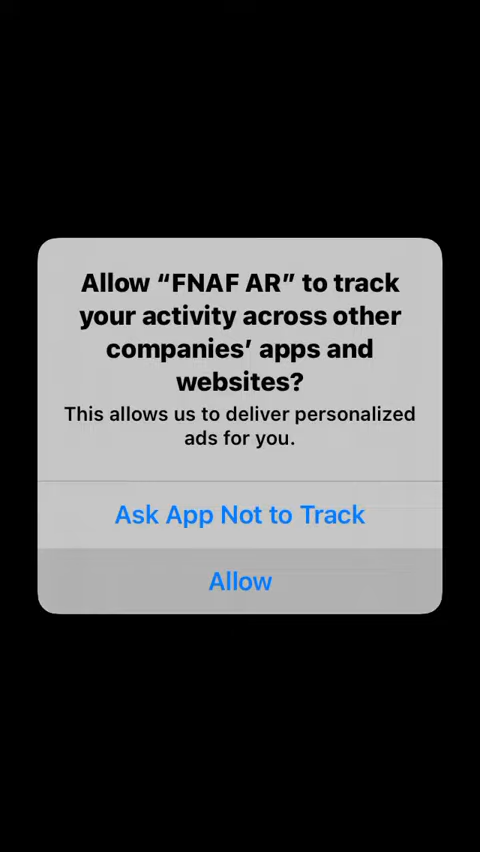 Allow “FNAF AR” to track
your activity across other
companies’ apps and
websites?
This allows us to deliver personalized
ads for you.
Ask App Not to Track
Allow